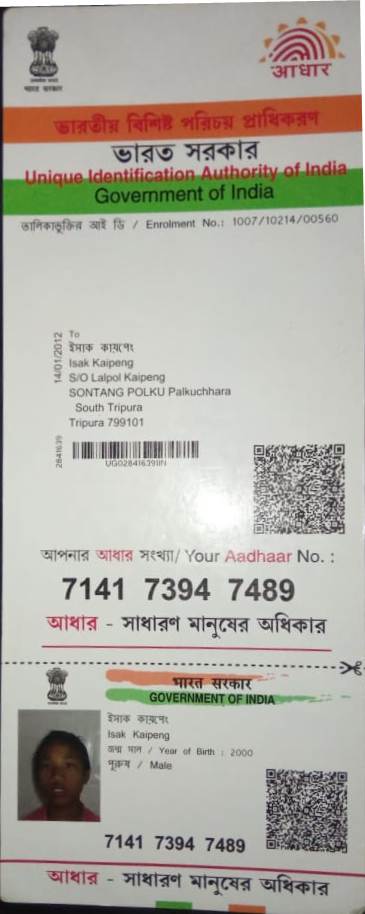 भारत सरकार
আধাৰ
ভারতীয় বিশিষ্ট পরিচয় প্রাধিকরণ
ভারত সরকার
Unique Identification Authority of India
Government of India
তালিকাভুক্তির আই ডি / Enrolment No.: 1007/10214/00560
14/01/2012
To
ইসাক কায়পেং
Isak Kaipeng
S/O Lalpol Kaipeng
SONTANG POLKU Palkuchhara
South Tripura
Tripura 799101
2841639
UG028416391IN
আপনার আধার সংখ্যা/ Your Aadhaar No. :
7141 7394 7489
আধার - সাধারণ মানুষের অধিকার
भारत सरकार
GOVERNMENT OF INDIA
ইসাক কায়পেং
Isak Kaipeng
জন্ম সাল / Year of Birth : 2000
পুরুষ / Male
7141 7394 7489
আধার - সাধারণ মানুষের অধিকার